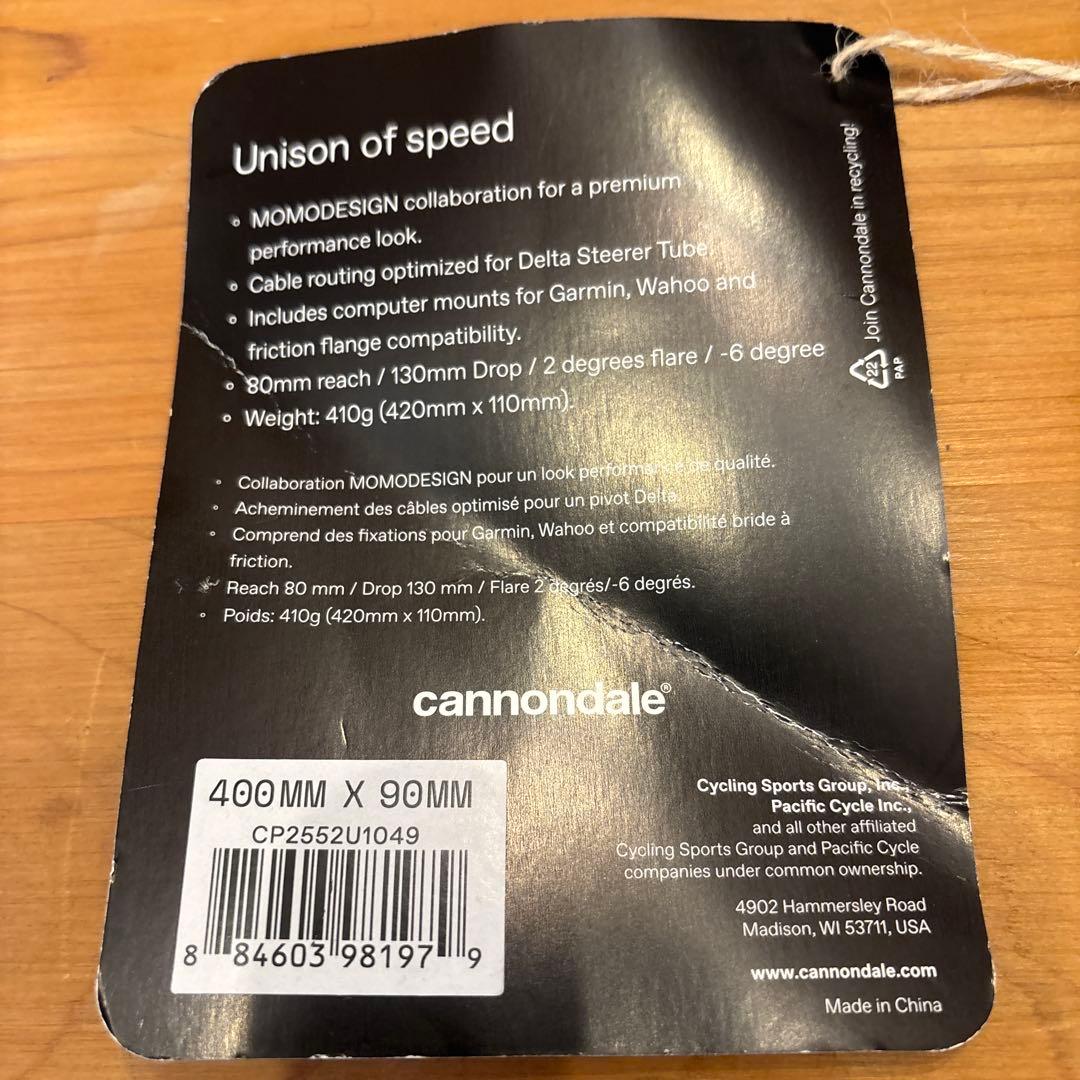 Unison of speed
MOMODESIGN collaboration for a premium
performance look.
Cable routing optimized for Delta Steerer Tube.
Includes computer mounts for Garmin, Wahoo and
friction flange compatibility.
80mm reach / 130mm Drop / 2 degrees flare / -6 degree
Weight: 410g (420mm x 110mm).
Collaboration MOMODESIGN pour un look performance de qualité.
Acheminement des câbles optimisé pour un pivot Delta.
Comprend des fixations pour Garmin, Wahoo et compatibilité bride à
friction.
Reach 80 mm / Drop 130 mm / Flare 2 degrés/-6 degrés.
Poids: 410g (420mm x 110mm).
Join Cannondale in recycling!
22
PAP
cannondale®
400MM X 90MM
CP2552U1049
8 84603 98197 9
Cycling Sports Group, Inc.,
Pacific Cycle Inc.,
and all other affiliated
Cycling Sports Group and Pacific Cycle
companies under common ownership.
4902 Hammersley Road
Madison, WI 53711, USA
www.cannondale.com
Made in China